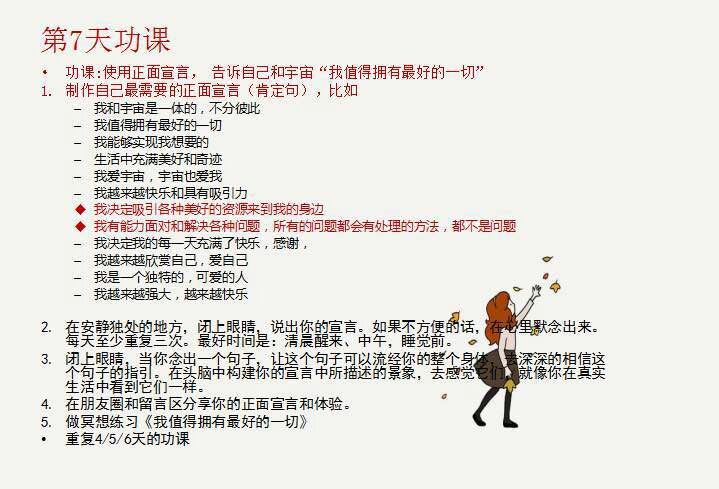 第7天功课
• 功课:使用正面宣言， 告诉自己和宇宙“我值得拥有最好的一切”
1. 制作自己最需要的正面宣言（肯定句），比如
– 我和宇宙是一体的，不分彼此
– 我值得拥有最好的一切
– 我能够实现我想要的
– 生活中充满美好和奇迹
– 我爱宇宙，宇宙也爱我
– 我越来越快乐和具有吸引力
◆ 我决定吸引各种美好的资源来到我的身边
◆ 我有能力面对和解决各种问题，所有的问题都会有处理的方法，都不是问题
– 我决定我的每一天充满了快乐，感谢，
– 我越来越欣赏自己，爱自己
– 我是一个独特的，可爱的人
– 我越来越强大，越来越快乐
2. 在安静独处的地方，闭上眼睛，说出你的宣言。如果不方便的话，在心里默念出来。
每天至少重复三次。最好时间是：清晨醒来、中午，睡觉前。
3. 闭上眼睛，当你念出一个句子，让这个句子可以流经你的整个身体，去深深的相信这
个句子的指引。在头脑中构建你的宣言中所描述的景象，去感觉它们，就像你在真实
生活中看到它们一样。
4. 在朋友圈和留言区分享你的正面宣言和体验。
5. 做冥想练习《我值得拥有最好的一切》
• 重复4/5/6天的功课